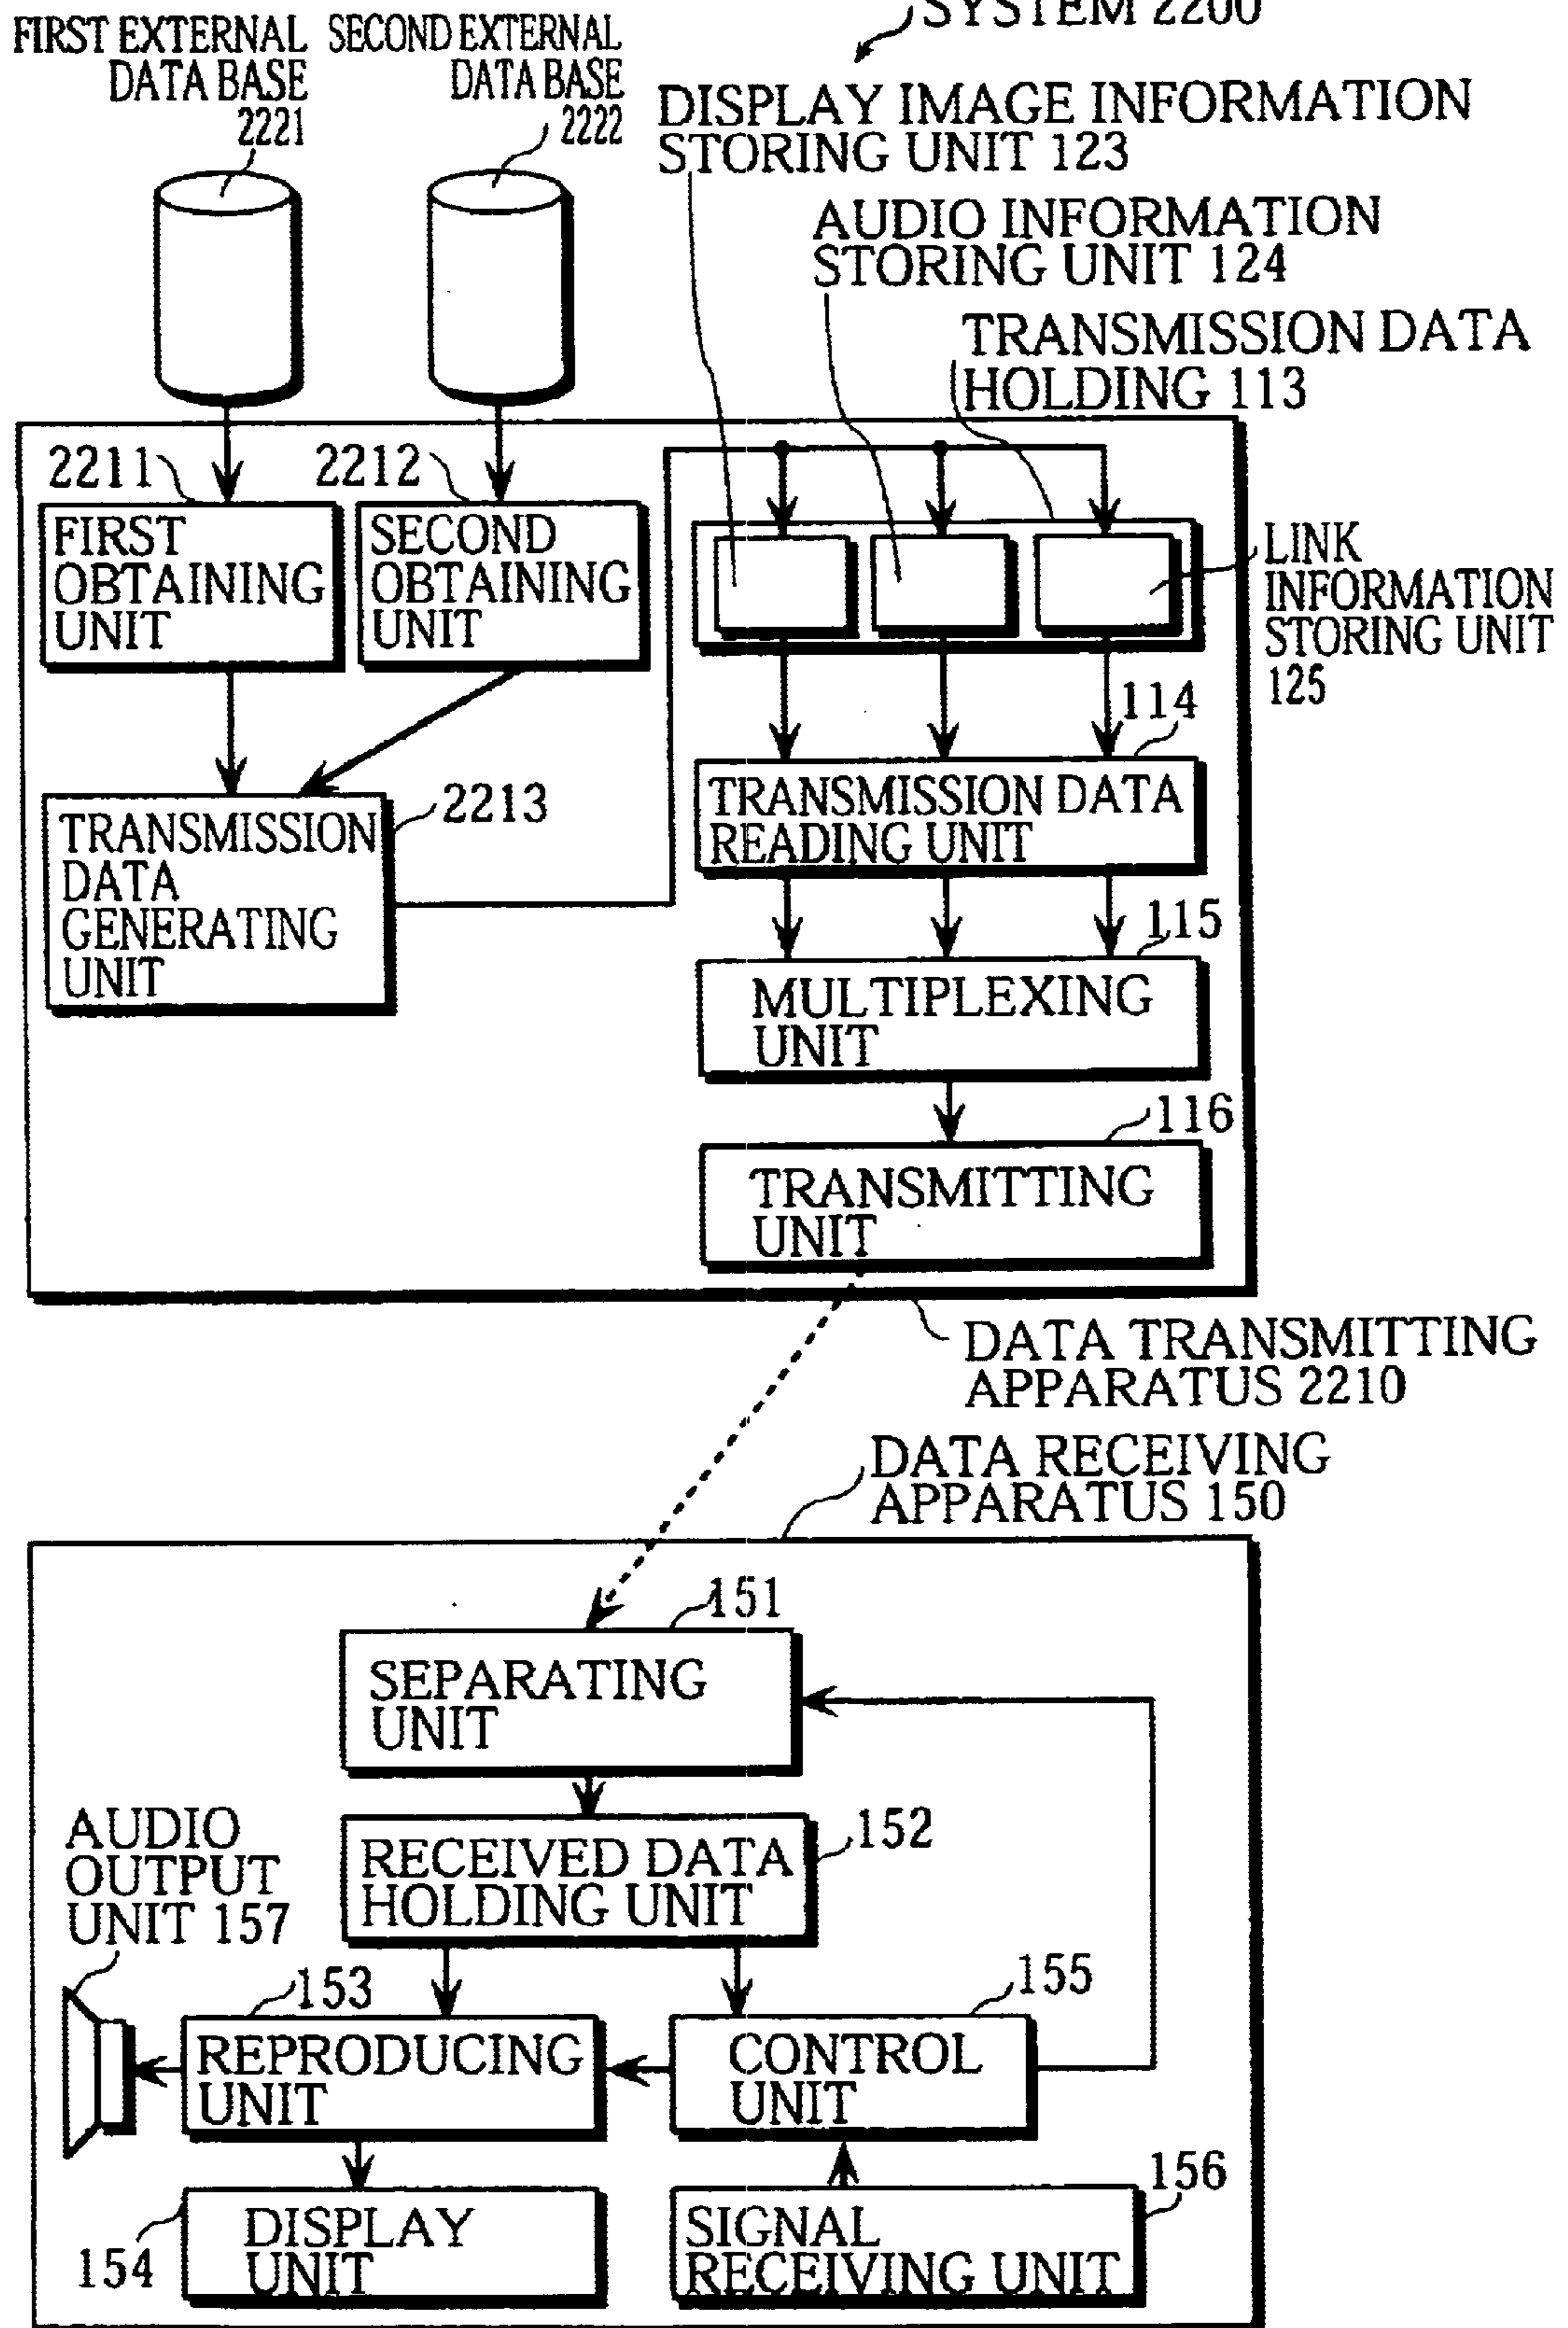 SYSTEM 2200
FIRST EXTERNAL
DATA BASE
2221
SECOND EXTERNAL
DATA BASE
2222
DISPLAY IMAGE INFORMATION
STORING UNIT 123
AUDIO INFORMATION
STORING UNIT 124
TRANSMISSION DATA
HOLDING 113
2211
FIRST
OBTAINING
UNIT
2212
SECOND
OBTAINING
UNIT
LINK
INFORMATION
STORING UNIT
125
114
TRANSMISSION DATA
READING UNIT
2213
TRANSMISSION
DATA
GENERATING
UNIT
115
MULTIPLEXING
UNIT
116
TRANSMITTING
UNIT
DATA TRANSMITTING
APPARATUS 2210
DATA RECEIVING
APPARATUS 150
151
SEPARATING
UNIT
152
RECEIVED DATA
HOLDING UNIT
AUDIO
OUTPUT
UNIT 157
153
REPRODUCING
UNIT
155
CONTROL
UNIT
154
DISPLAY
UNIT
156
SIGNAL
RECEIVING UNIT